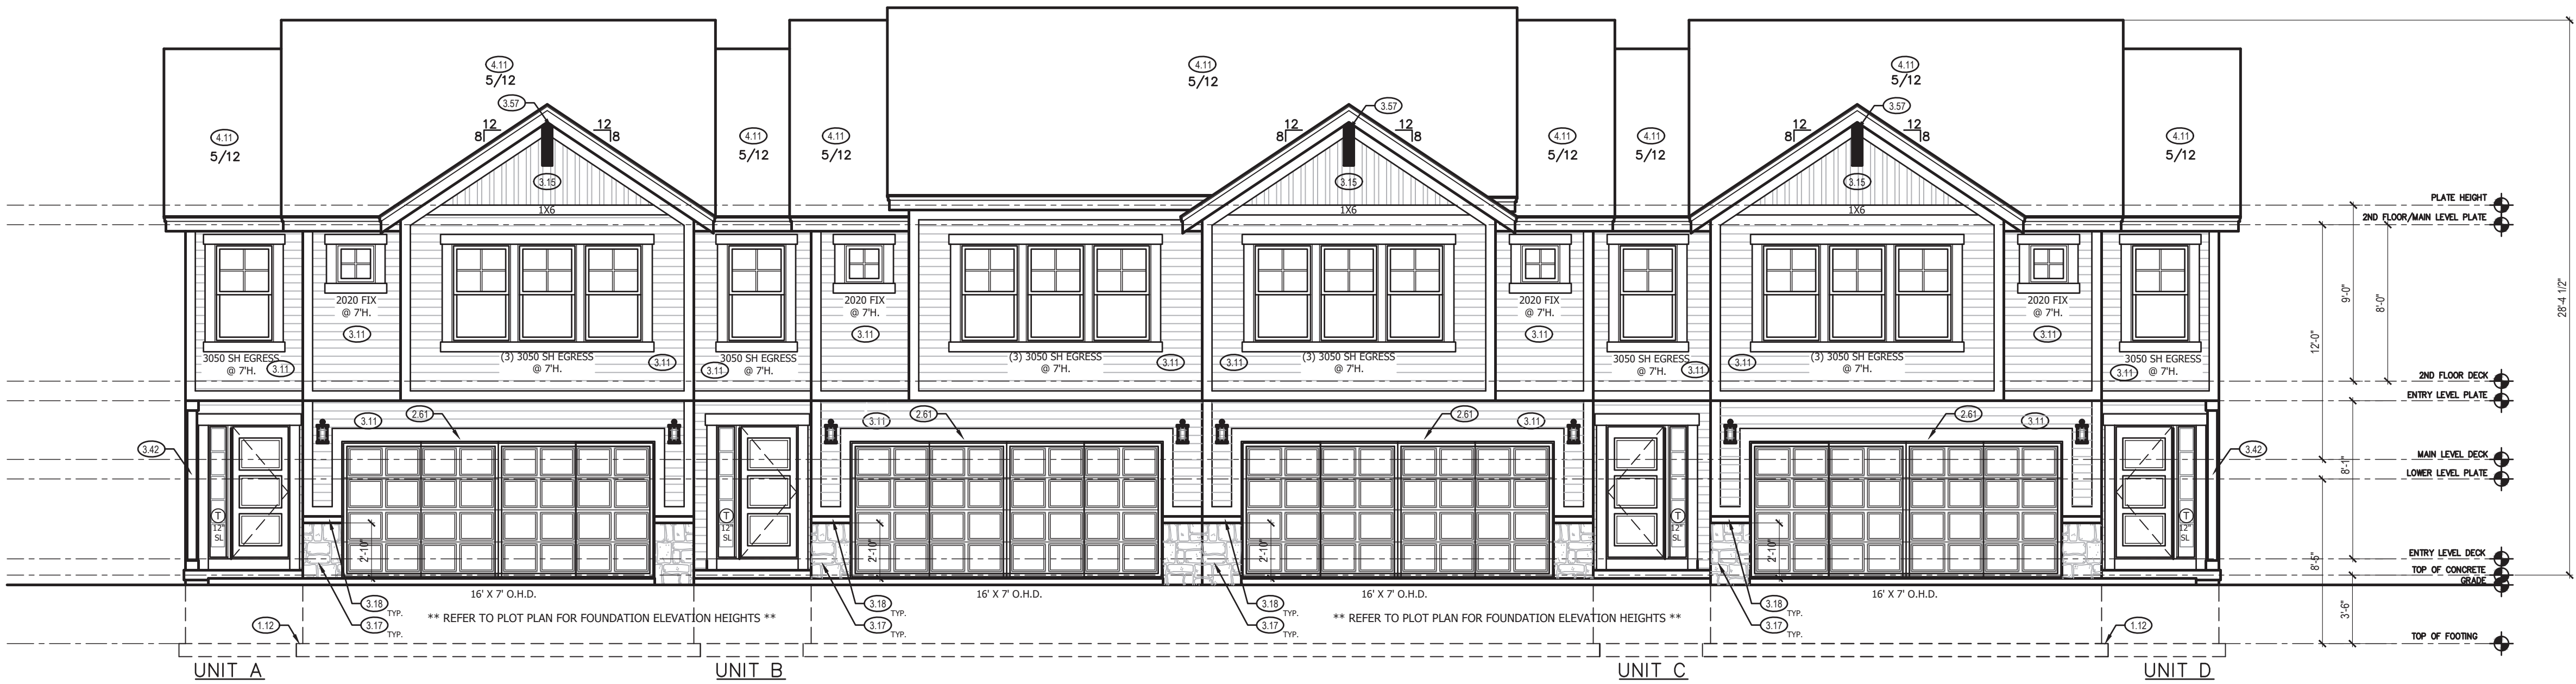 4.11
5/12
4.11
5/12
4.11
5/12
3.57
3.57
3.57
12
8
12
8
12
8
12
8
12
8
12
8
4.11
5/12
4.11
5/12
4.11
5/12
4.11
5/12
4.11
5/12
4.11
5/12
3.15
3.15
3.15
1X6
1X6
1X6
PLATE HEIGHT
2ND FLOOR/MAIN LEVEL PLATE
9'-0"
8'-0"
12'-0"
28'-4 1/2"
2020 FIX
@ 7'H.
3.11
2020 FIX
@ 7'H.
3.11
2020 FIX
@ 7'H.
3.11
2020 FIX
@ 7'H.
3.11
3050 SH EGRESS
@ 7'H.
3.11
(3) 3050 SH EGRESS
@ 7'H.
3.11
3.11
3050 SH EGRESS
@ 7'H.
(3) 3050 SH EGRESS
@ 7'H.
3.11
3.11
(3) 3050 SH EGRESS
@ 7'H.
3050 SH EGRESS
@ 7'H.
3.11
3.11
(3) 3050 SH EGRESS
@ 7'H.
3050 SH EGRESS
@ 7'H.
3.11
2ND FLOOR DECK
ENTRY LEVEL PLATE
3.11
2.61
3.11
2.61
2.61
3.11
2.61
3.11
3.42
3.42
MAIN LEVEL DECK
LOWER LEVEL PLATE
8'-1"
T
12"
SL
T
12"
SL
T
12"
SL
T
12"
SL
2'-10"
2'-10"
2'-10"
2'-10"
ENTRY LEVEL DECK
TOP OF CONCRETE
GRADE
8'-5"
3'-6"
16' X 7' O.H.D.
16' X 7' O.H.D.
16' X 7' O.H.D.
16' X 7' O.H.D.
3.18 TYP.
3.18 TYP.
3.18 TYP.
3.18 TYP.
3.17 TYP.
3.17 TYP.
3.17 TYP.
3.17 TYP.
** REFER TO PLOT PLAN FOR FOUNDATION ELEVATION HEIGHTS **
** REFER TO PLOT PLAN FOR FOUNDATION ELEVATION HEIGHTS **
1.12
1.12
TOP OF FOOTING
UNIT A
UNIT B
UNIT C
UNIT D